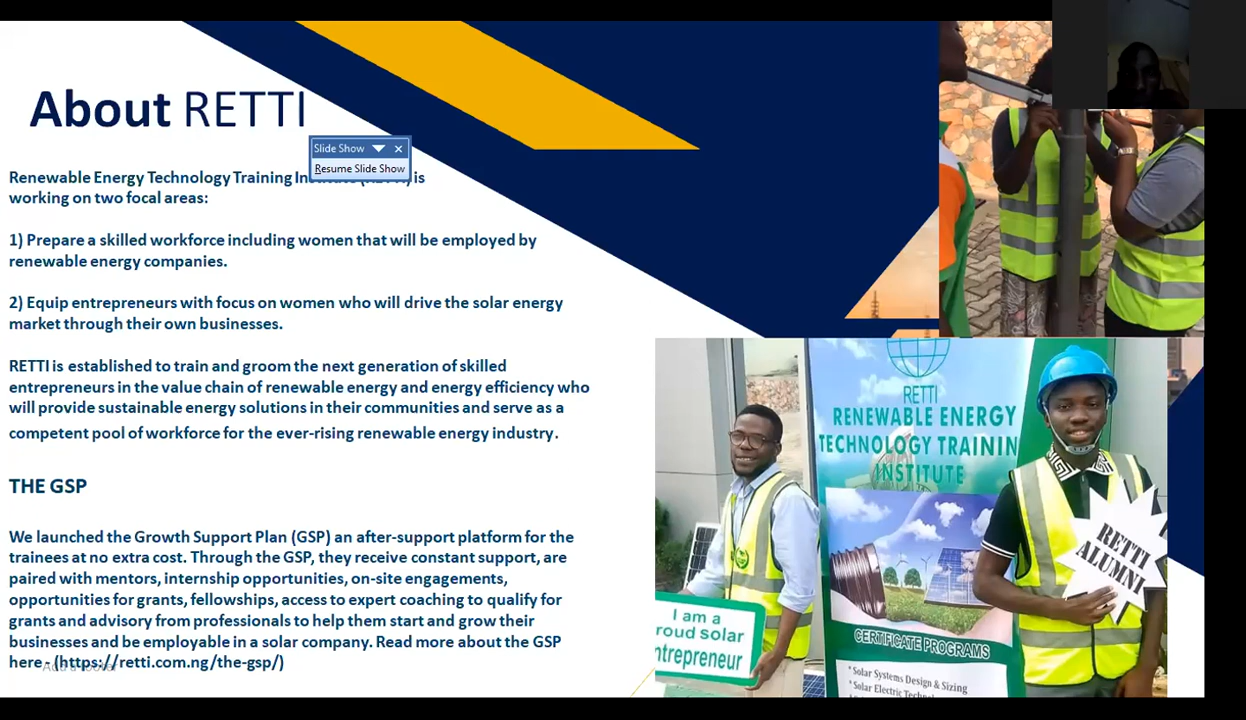 About RETTI
Slide Show
Resume Slide Show
Renewable Energy Technology Training is
working on two focal areas:
1) Prepare a skilled workforce including women that will be employed by
renewable energy companies.
2) Equip entrepreneurs with focus on women who will drive the solar energy
market through their own businesses.
RETTI is established to train and groom the next generation of skilled
entrepreneurs in the value chain of renewable energy and energy efficiency who
will provide sustainable energy solutions in their communities and serve as a
competent pool of workforce for the ever-rising renewable energy industry.
THE GSP
We launched the Growth Support Plan (GSP) an after-support platform for the
trainees at no extra cost. Through the GSP, they receive constant support, are
paired with mentors, internship opportunities, on-site engagements,
opportunities for grants, fellowships, access to expert coaching to qualify for
grants and advisory from professionals to help them start and grow their
businesses and be employable in a solar company. Read more about the GSP
here - (https://retti.com.ng/the-gsp/)
RETTI
RENEWABLE ENERGY
TECHNOLOGY TRAININ
INSTITUTE
CERTIFICATE PROGRAMS
* Solar Systems Design & Sizing
* Solar Electric
I am a
roud solar
ntrepreneur
RETTI
ALUMNI